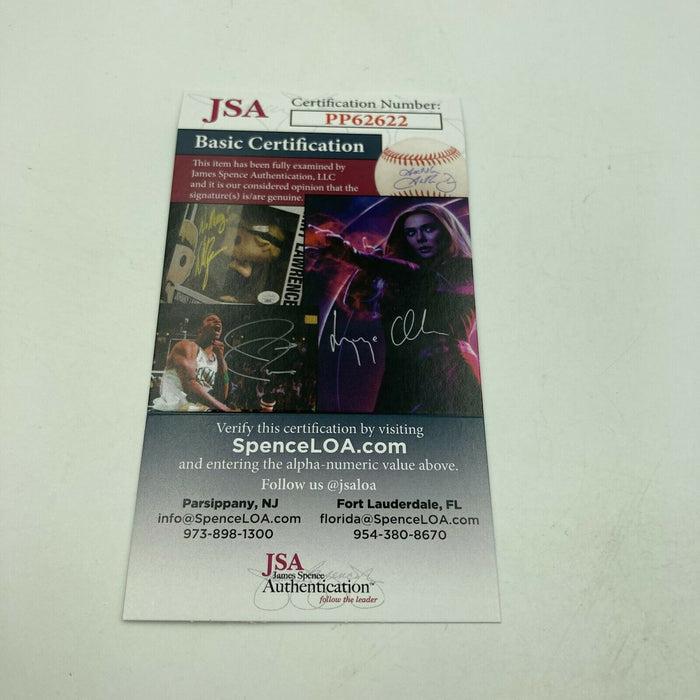 JSA
Certification Number:
PP62622
Basic Certification
This item has been fully examined by
James Spence Authentication, LLC
and it is our considered opinion that the
signature(s) is/are genuine.
LAWRENCE
Verify this certification by visiting
SpenceLOA.com
and entering the alpha-numeric value above.
Follow us @jsaloa
Parsippany, NJ
info@SpenceLOA.com
973-898-1300
Fort Lauderdale, FL
florida@SpenceLOA.com
954-380-8670
JSA
James Spence
Authentication
follow the leader